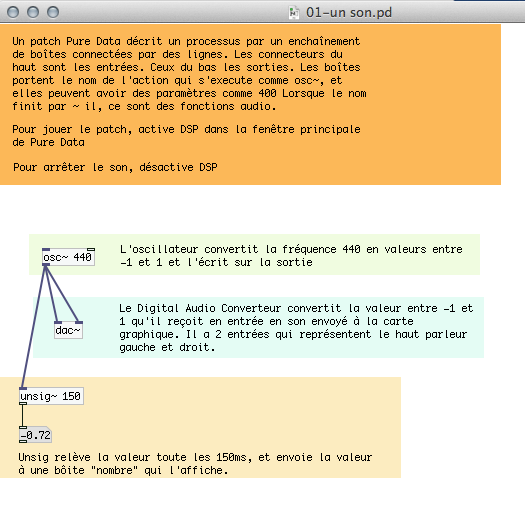 01-un son.pd
Un patch Pure Data décrit un processus par un enchaînement
de boîtes connectées par des lignes. Les connecteurs du
haut sont les entrées. Ceux du bas les sorties. Les boîtes
portent le nom de l'action qui s'execute comme osc~, et
elles peuvent avoir des paramètres comme 400 Lorsque le nom
finit par ~ il, ce sont des fonctions audio.
Pour jouer le patch, active DSP dans la fenêtre principale
de Pure Data
Pour arrêter le son, désactive DSP
osc~ 440
L'oscillateur convertit la fréquence 440 en valeurs entre
-1 et 1 et l'écrit sur la sortie
dac~
Le Digital Audio Converteur convertit la valeur entre -1 et
1 qu'il reçoit en entrée en son envoyé à la carte
graphique. Il a 2 entrées qui représentent le haut parleur
gauche et droit.
unsig~ 150
-0.72
Unsig relève la valeur toute les 150ms, et envoie la valeur
à une bôite "nombre" qui l'affiche.